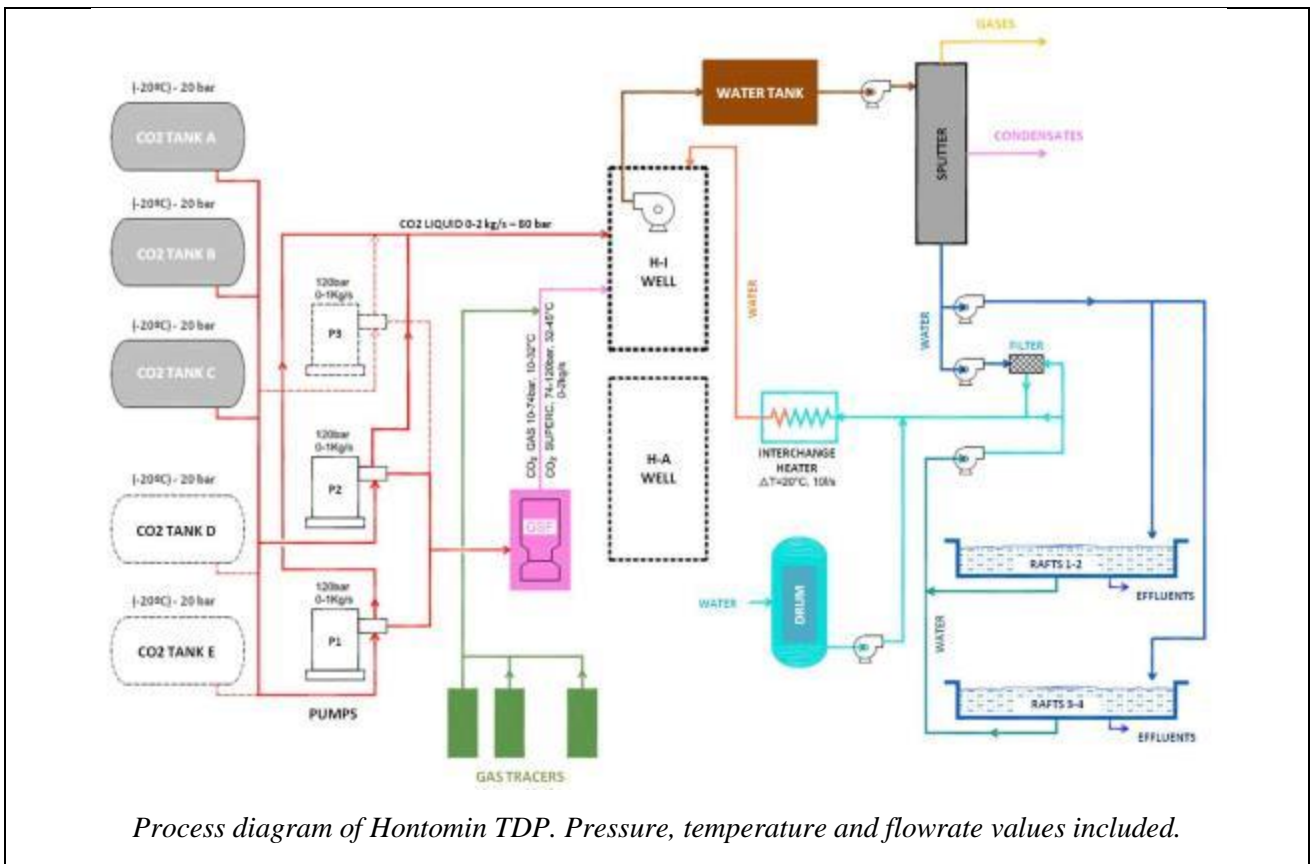 GASES
(-20ºC) - 20 bar
CO2 TANK A
WATER TANK
SPLITTER
CONDENSATES
(-20ºC) - 20 bar
CO2 TANK B
CO2 LIQUID 0-2 kg/s – 80 bar
H-I
WELL
WATER
(-20ºC) - 20 bar
CO2 TANK C
120bar
0-1Kg/s
P3
CO₂ GAS 10-74bar, 10-32°C
CO₂ SUPERC, 74-120bar, 32-45°C
0-2kg/s
WATER
FILTER
INTERCHANGE
HEATER
△T=20°C, 10l/s
H-A
WELL
120bar
0-1Kg/s
P2
(-20ºC) - 20 bar
CO2 TANK D
RAFTS 1-2
EFFLUENTS
WATER
DRUM
WATER
120bar
0-1Kg/s
P1
(-20ºC) - 20 bar
CO2 TANK E
PUMPS
RAFTS 3-4
EFFLUENTS
GAS TRACERS
Process diagram of Hontomin TDP. Pressure, temperature and flowrate values included.